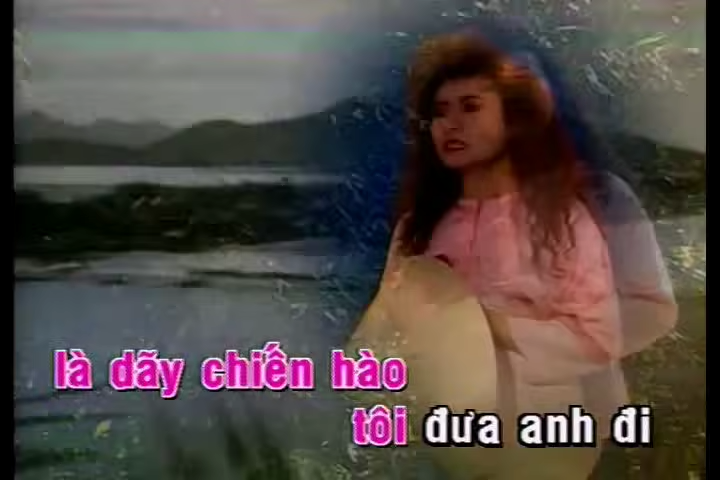 là dãy chiến hào
tôi đưa anh đi